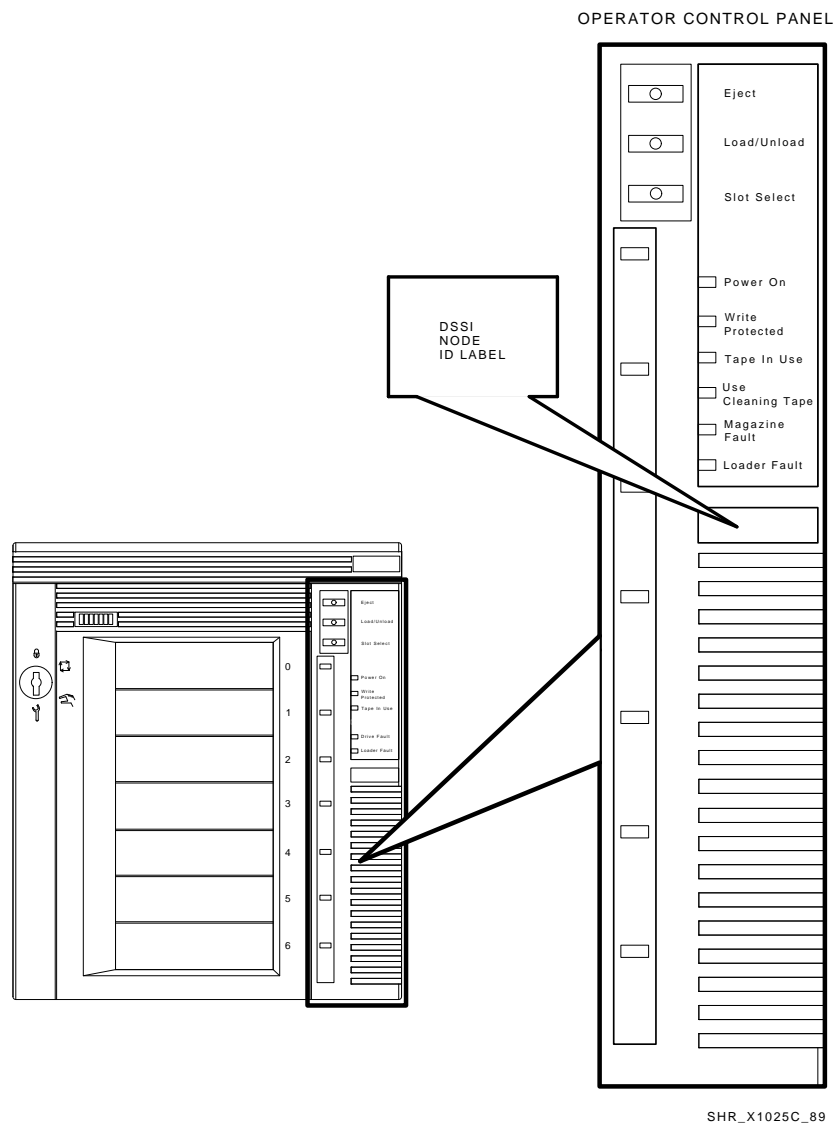 OPERATOR CONTROL PANEL
Eject
Load/Unload
Slot Select
Power On
Write
Protected
Tape In Use
Use
Cleaning Tape
Magazine
Fault
Loader Fault
DSSI
NODE
ID LABEL
Eject
Load/Unload
Slot Select
Power On
Write
Protected
Tape In Use
Drive Fault
Loader Fault
0
1
2
3
4
5
6
SHR_X1025C_89